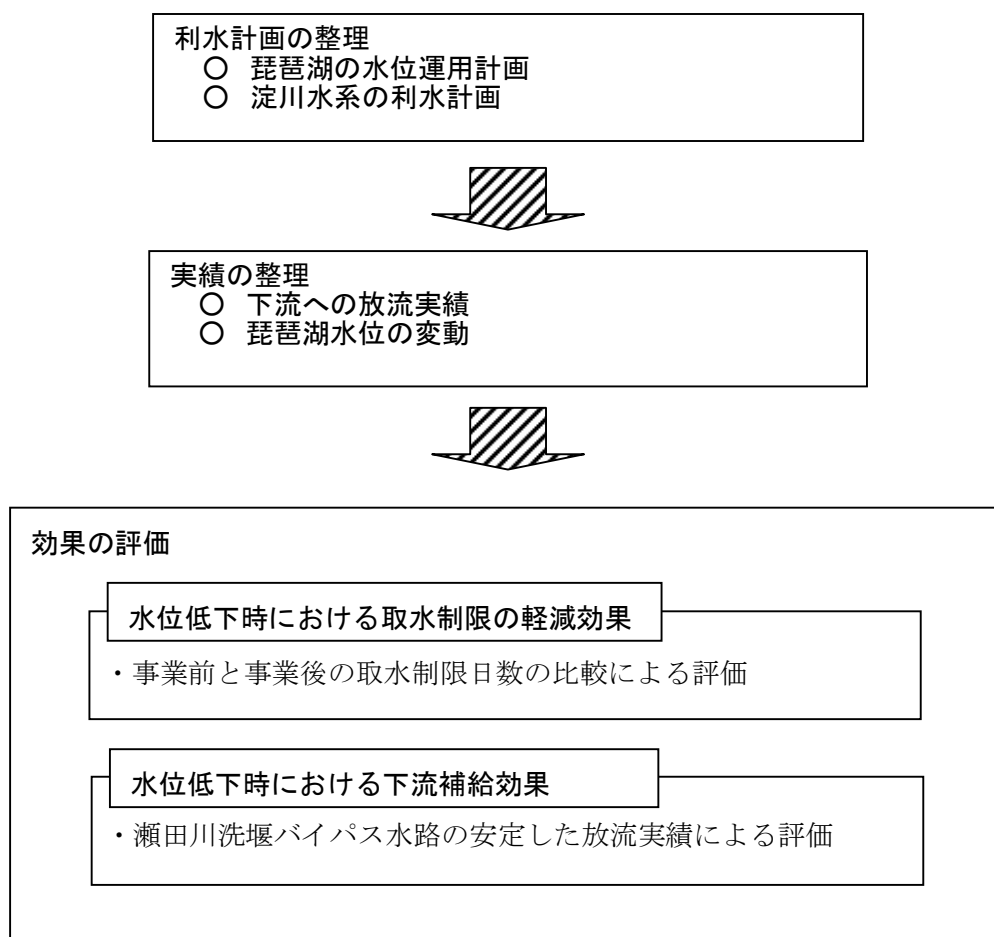 利水計画の整理
○ 琵琶湖の水位運用計画
○ 淀川水系の利水計画
実績の整理
○ 下流への放流実績
○ 琵琶湖水位の変動
効果の評価
水位低下時における取水制限の軽減効果
・事業前と事業後の取水制限日数の比較による評価
水位低下時における下流補給効果
・瀬田川洗堰バイパス水路の安定した放流実績による評価